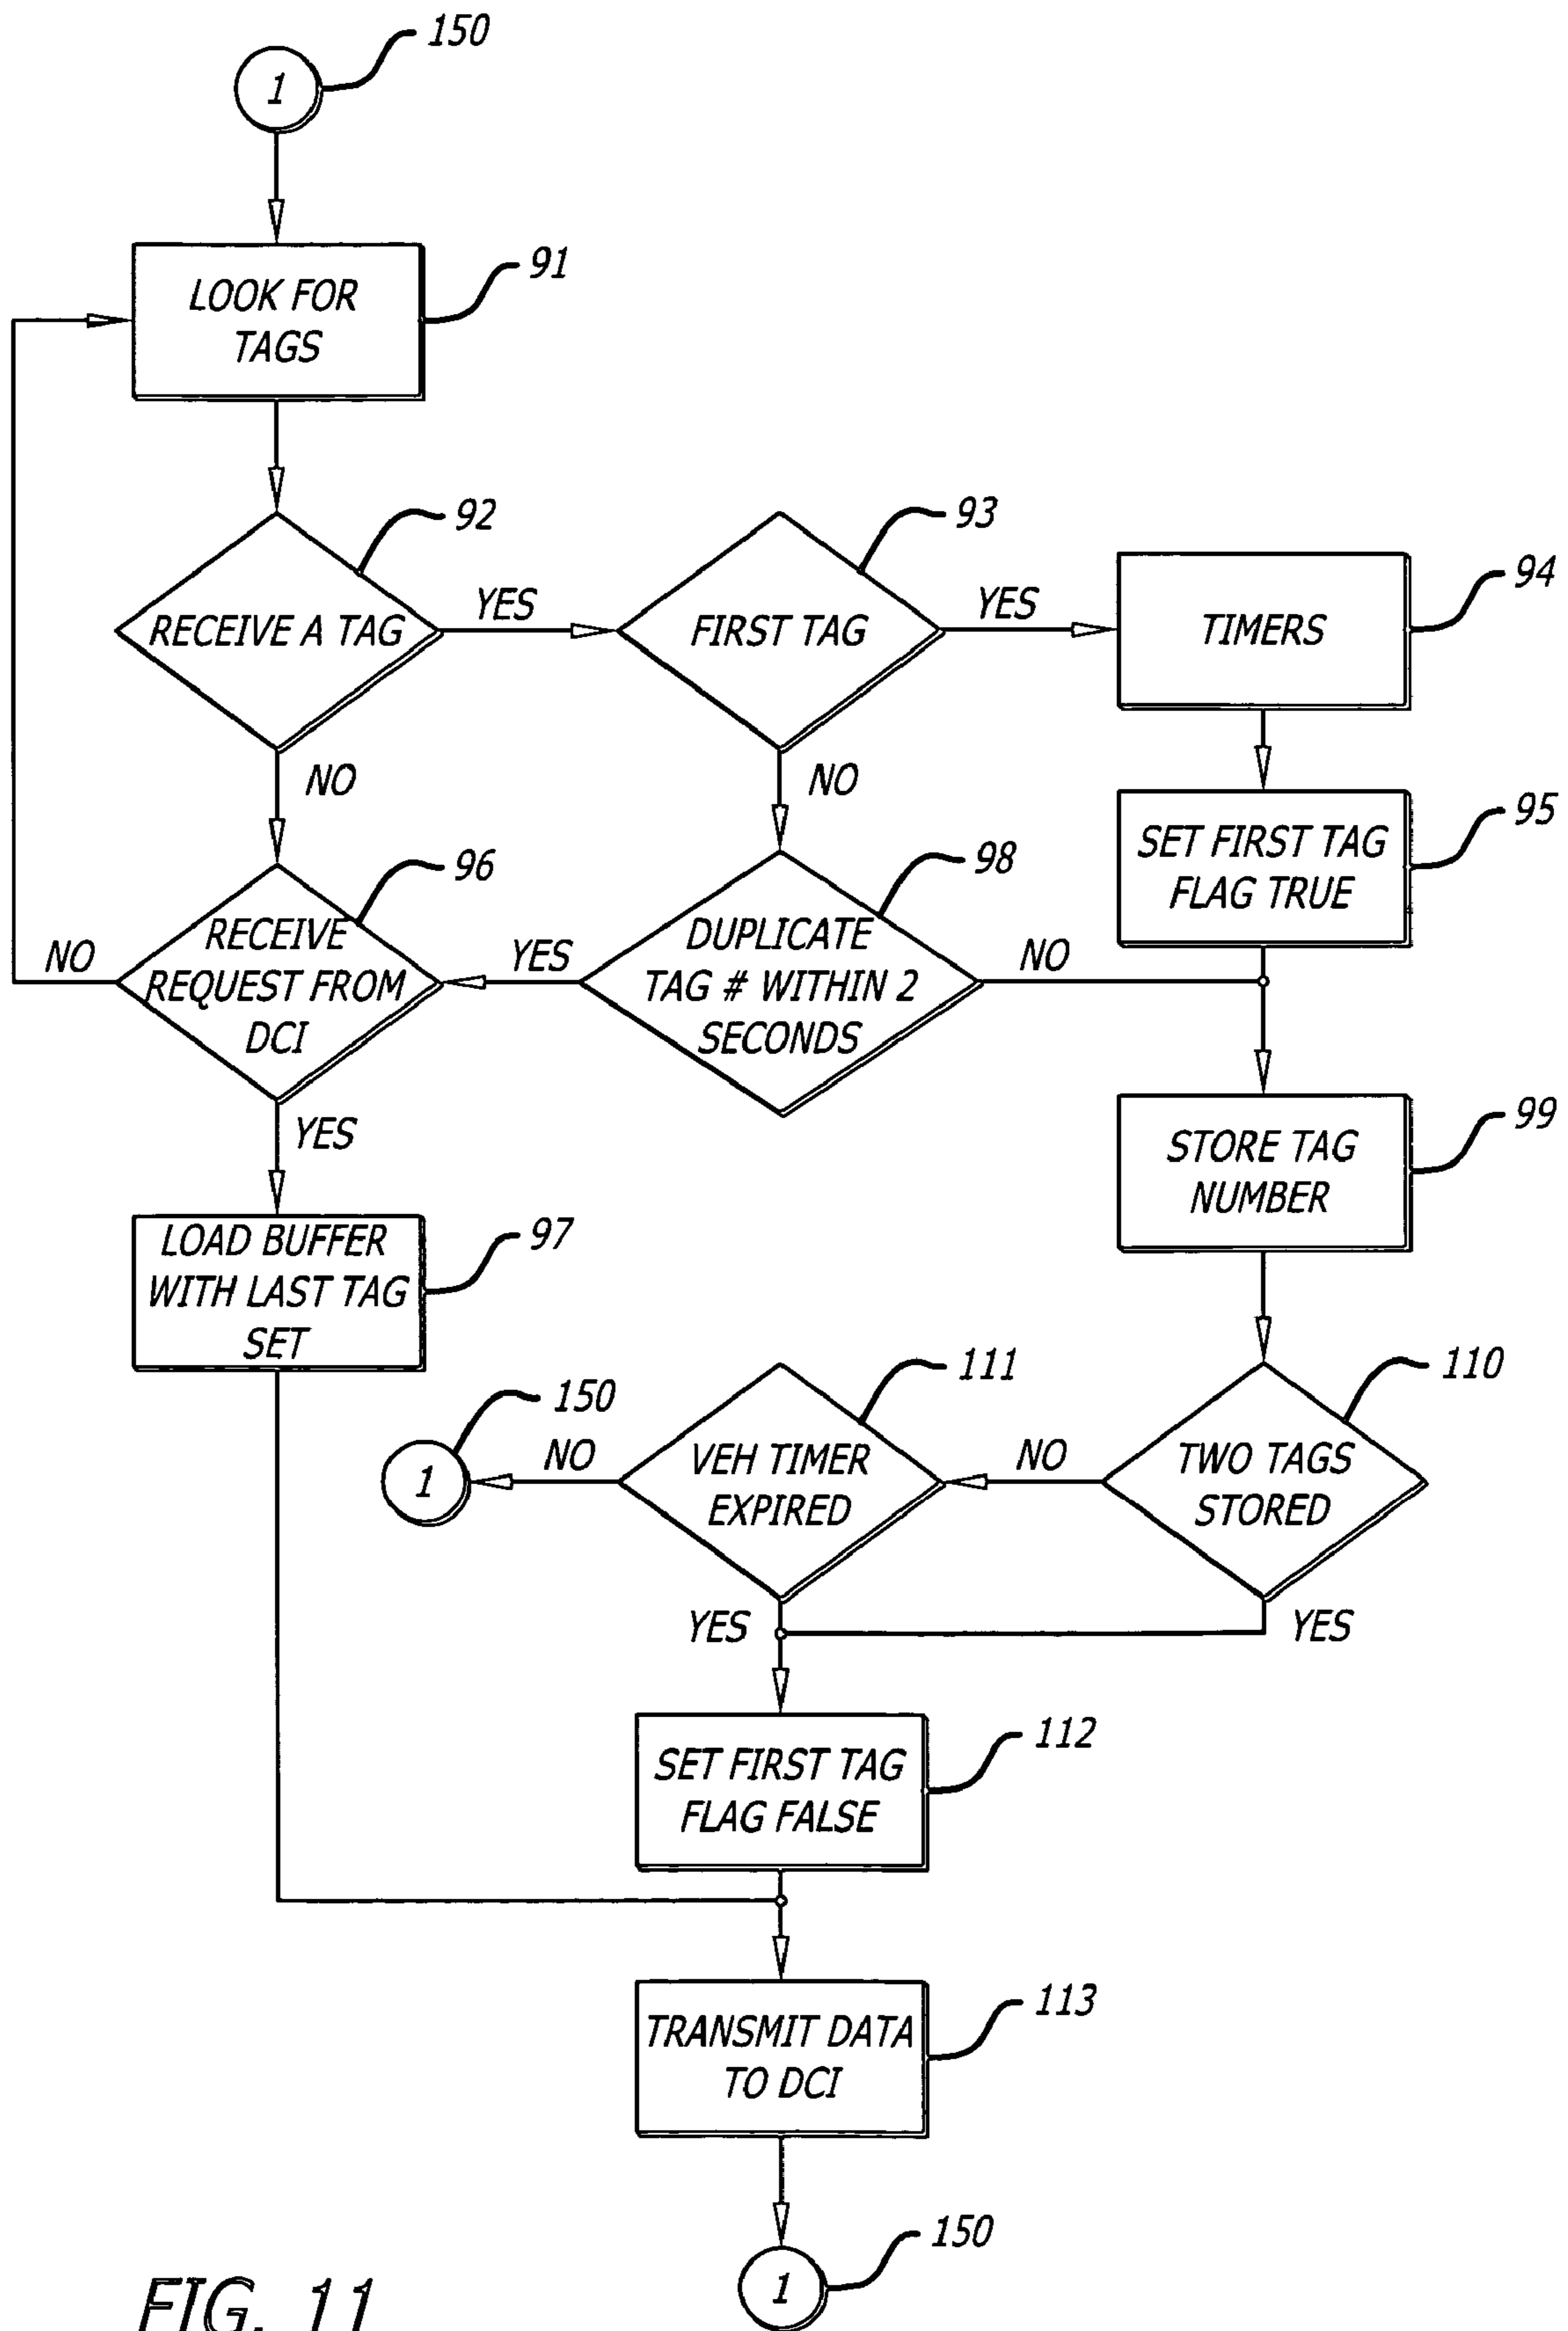 150
1
91
LOOK FOR
TAGS
92
RECEIVE A TAG
YES
93
FIRST TAG
YES
94
TIMERS
NO
NO
95
SET FIRST TAG
FLAG TRUE
96
RECEIVE
REQUEST FROM
DCI
NO
YES
98
DUPLICATE
TAG # WITHIN 2
SECONDS
NO
99
STORE TAG
NUMBER
YES
97
LOAD BUFFER
WITH LAST TAG
SET
150
1
NO
111
VEH TIMER
EXPIRED
NO
110
TWO TAGS
STORED
YES
YES
112
SET FIRST TAG
FLAG FALSE
113
TRANSMIT DATA
TO DCI
150
1
FIG. 11